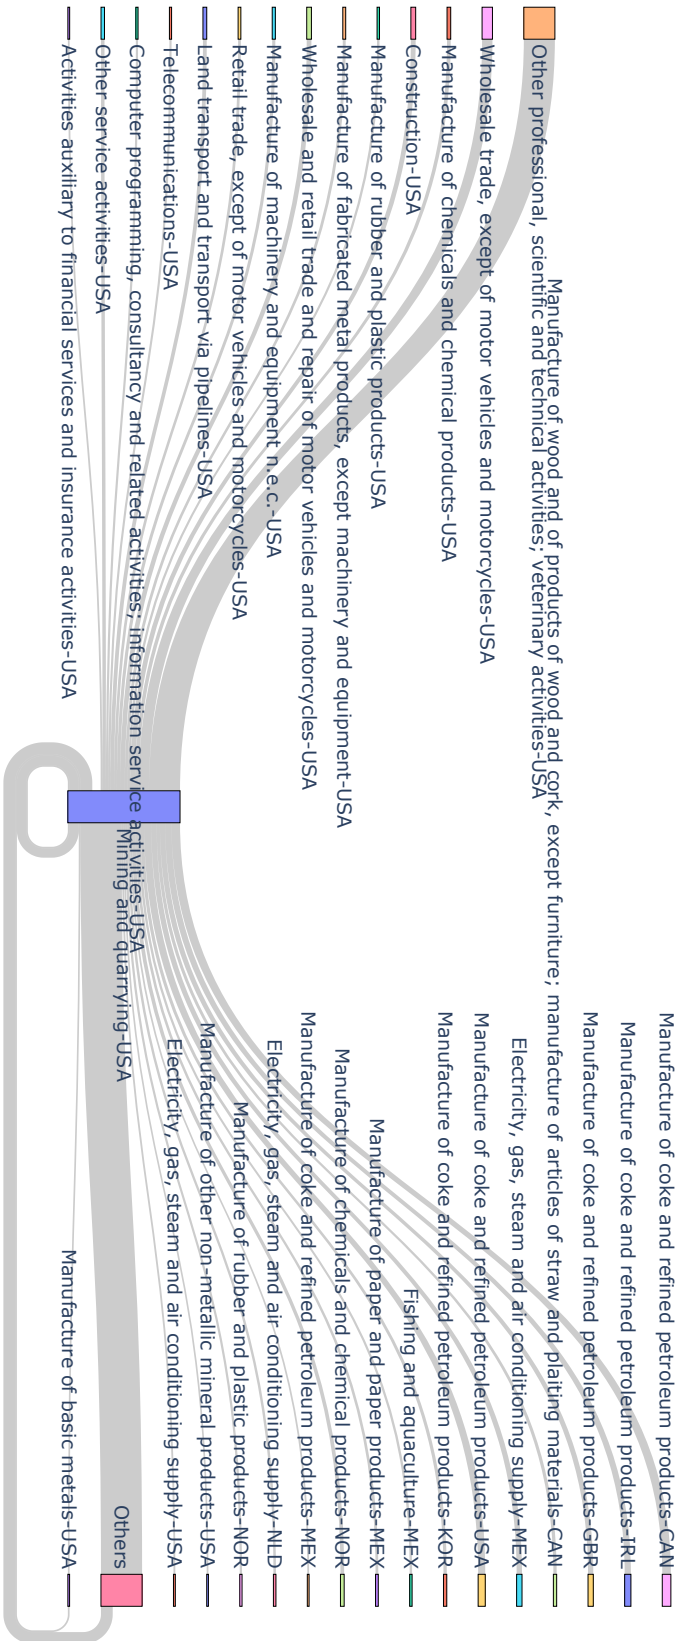 Other professional, scientific and technical activities; veterinary activities-USA
Wholesale trade, except of motor vehicles and motorcycles-USA
Manufacture of chemicals and chemical products-USA
Construction-USA
Manufacture of rubber and plastic products-USA
Manufacture of fabricated metal products, except machinery and equipment-USA
Wholesale and retail trade and repair of motor vehicles and motorcycles-USA
Manufacture of machinery and equipment n.e.c.-USA
Retail trade, except of motor vehicles and motorcycles-USA
Land transport and transport via pipelines-USA
Telecommunications-USA
Computer programming, consultancy and related activities; information service activities-USA
Other service activities-USA
Activities auxiliary to financial services and insurance activities-USA
Mining and quarrying-USA
Manufacture of coke and refined petroleum products-CAN
Manufacture of coke and refined petroleum products-IRL
Manufacture of coke and refined petroleum products-GBR
Manufacture of wood and of products of wood and cork, except furniture; manufacture of articles of straw and plaiting materials-CAN
Electricity, gas, steam and air conditioning supply-MEX
Manufacture of coke and refined petroleum products-USA
Manufacture of coke and refined petroleum products-KOR
Fishing and aquaculture-MEX
Manufacture of paper and paper products-MEX
Manufacture of chemicals and chemical products-NOR
Manufacture of coke and refined petroleum products-MEX
Electricity, gas, steam and air conditioning supply-NLD
Manufacture of rubber and plastic products-NOR
Manufacture of other non-metallic mineral products-USA
Electricity, gas, steam and air conditioning supply-USA
Others
Manufacture of basic metals-USA